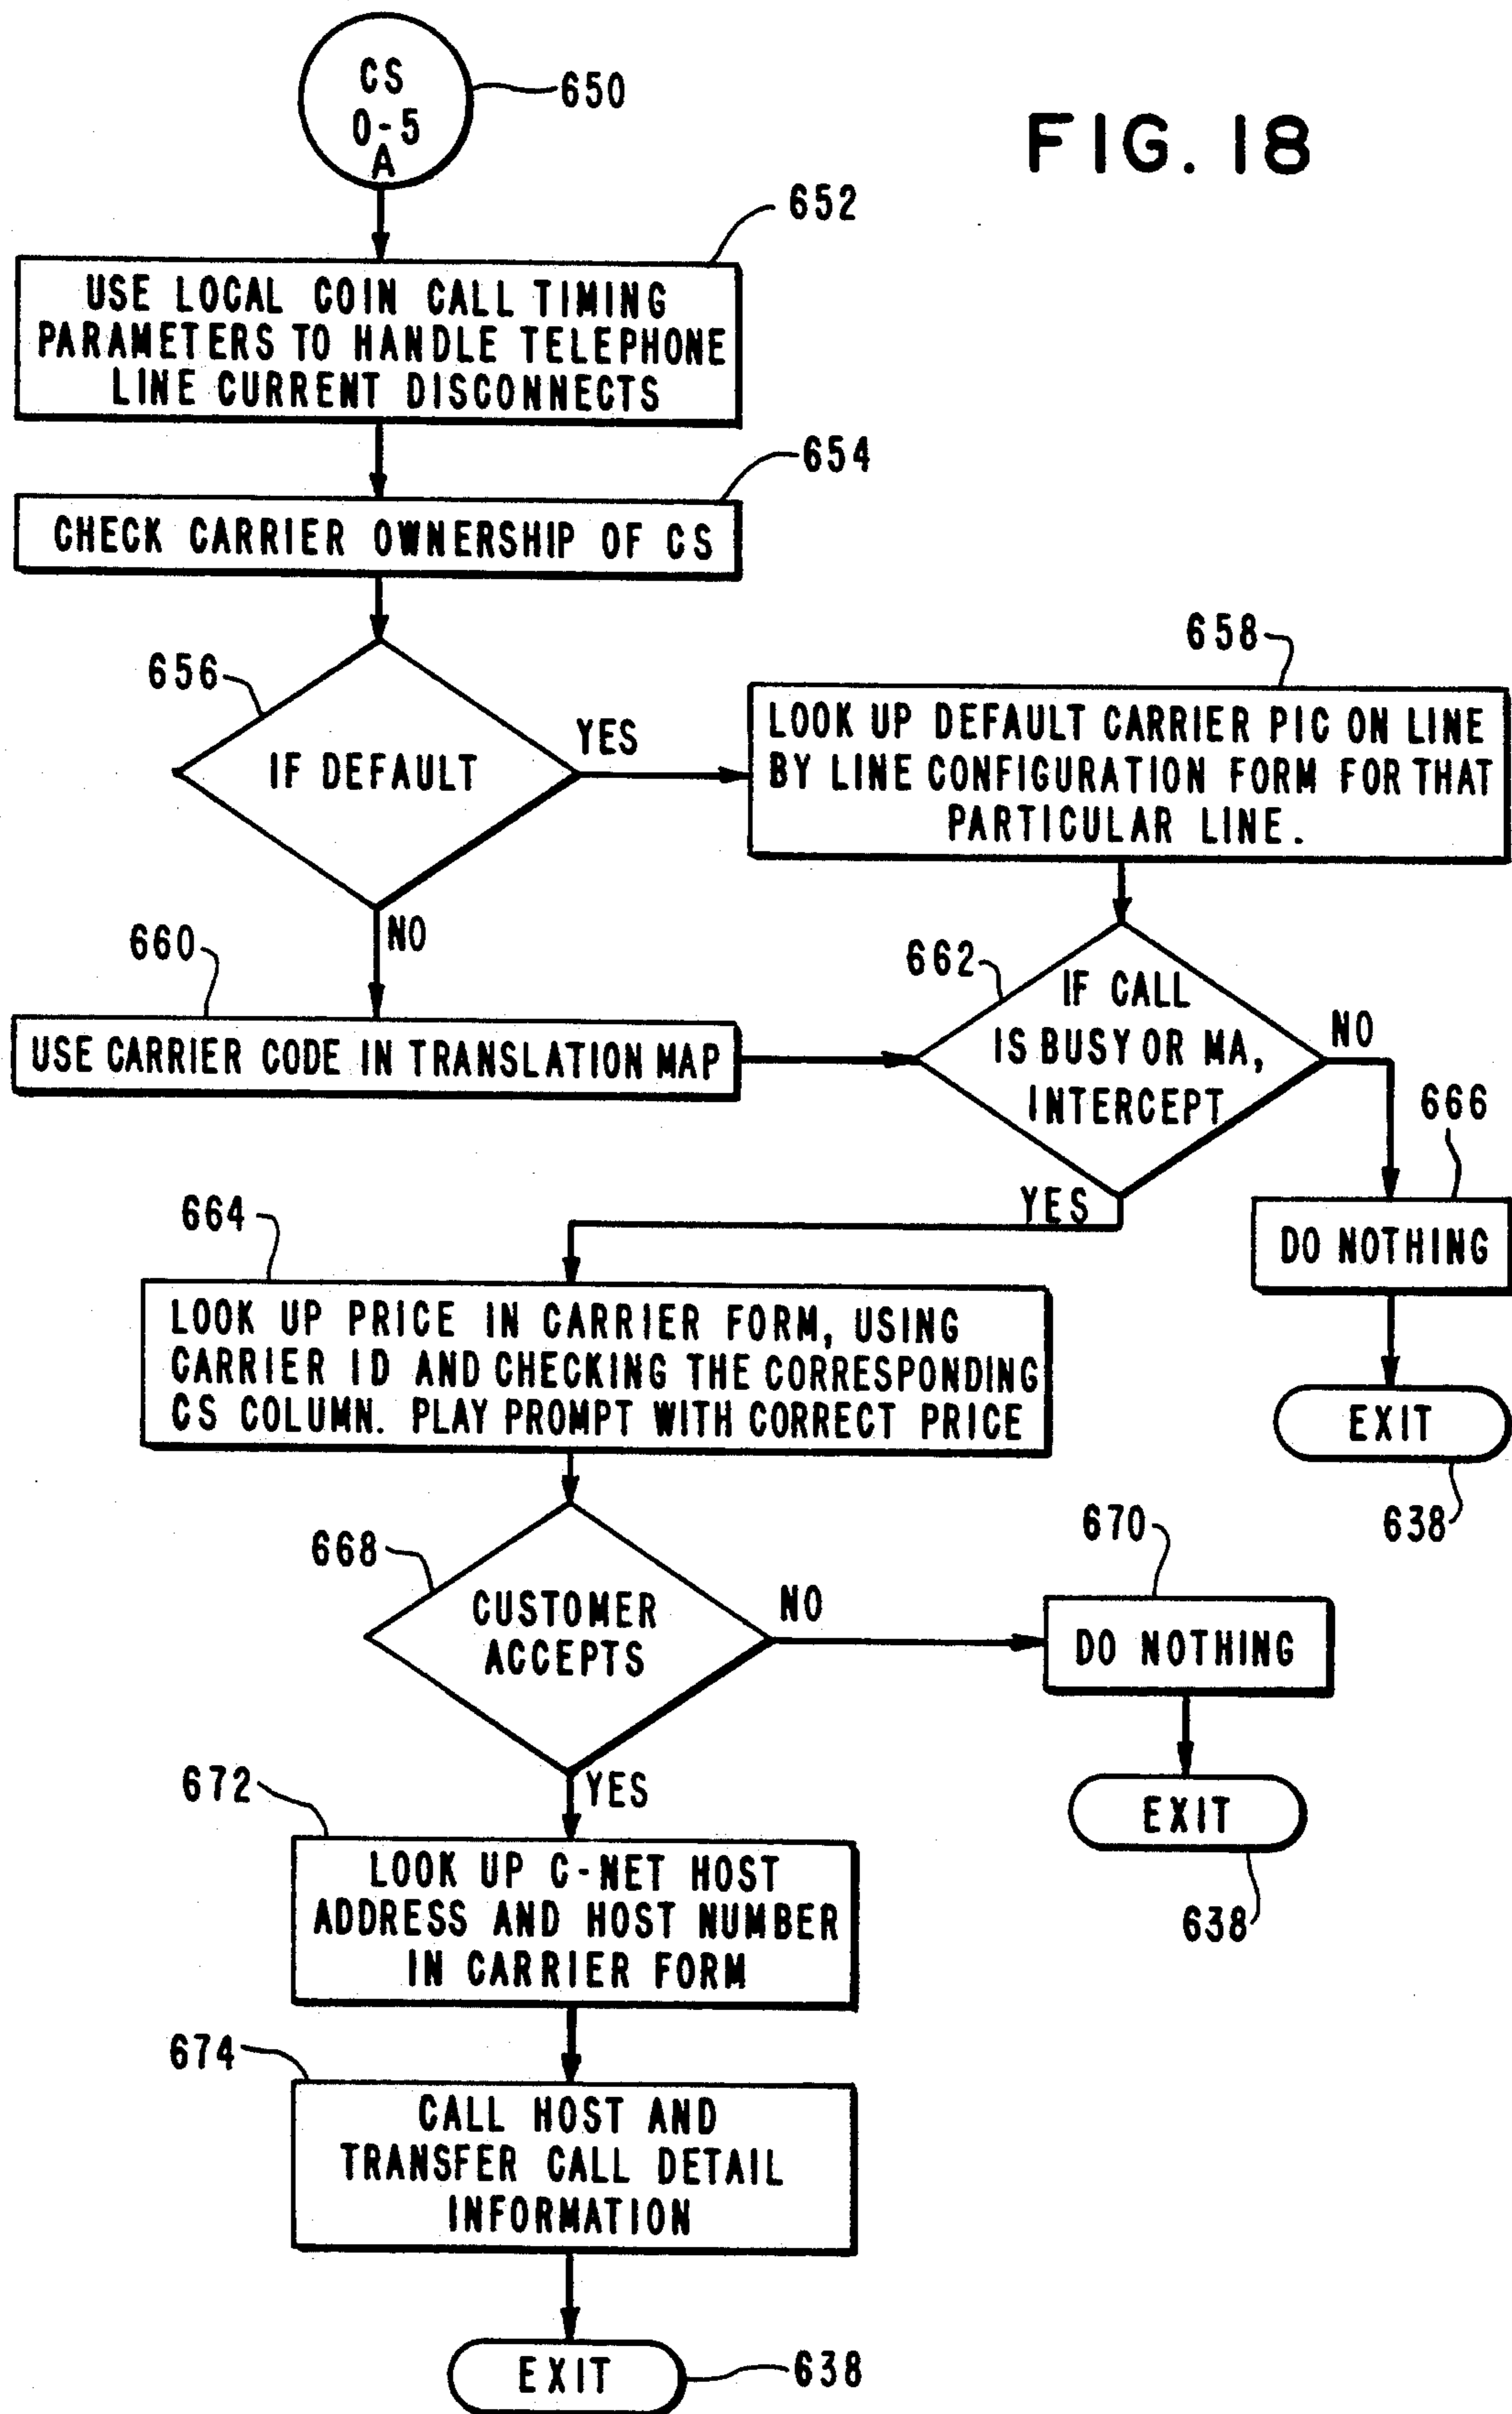 CS
0-5
A
650
FIG. 18
652
USE LOCAL COIN CALL TIMING
PARAMETERS TO HANDLE TELEPHONE
LINE CURRENT DISCONNECTS
654
CHECK CARRIER OWNERSHIP OF CS
656
IF DEFAULT
YES
658
LOOK UP DEFAULT CARRIER PIC ON LINE
BY LINE CONFIGURATION FORM FOR THAT
PARTICULAR LINE.
NO
660
USE CARRIER CODE IN TRANSLATION MAP
662
IF CALL
IS BUSY OR MA,
INTERCEPT
NO
666
DO NOTHING
EXIT
638
YES
664
LOOK UP PRICE IN CARRIER FORM, USING
CARRIER ID AND CHECKING THE CORRESPONDING
CS COLUMN. PLAY PROMPT WITH CORRECT PRICE
668
CUSTOMER
ACCEPTS
NO
670
DO NOTHING
EXIT
638
YES
672
LOOK UP C-NET HOST
ADDRESS AND HOST NUMBER
IN CARRIER FORM
674
CALL HOST AND
TRANSFER CALL DETAIL
INFORMATION
EXIT
638